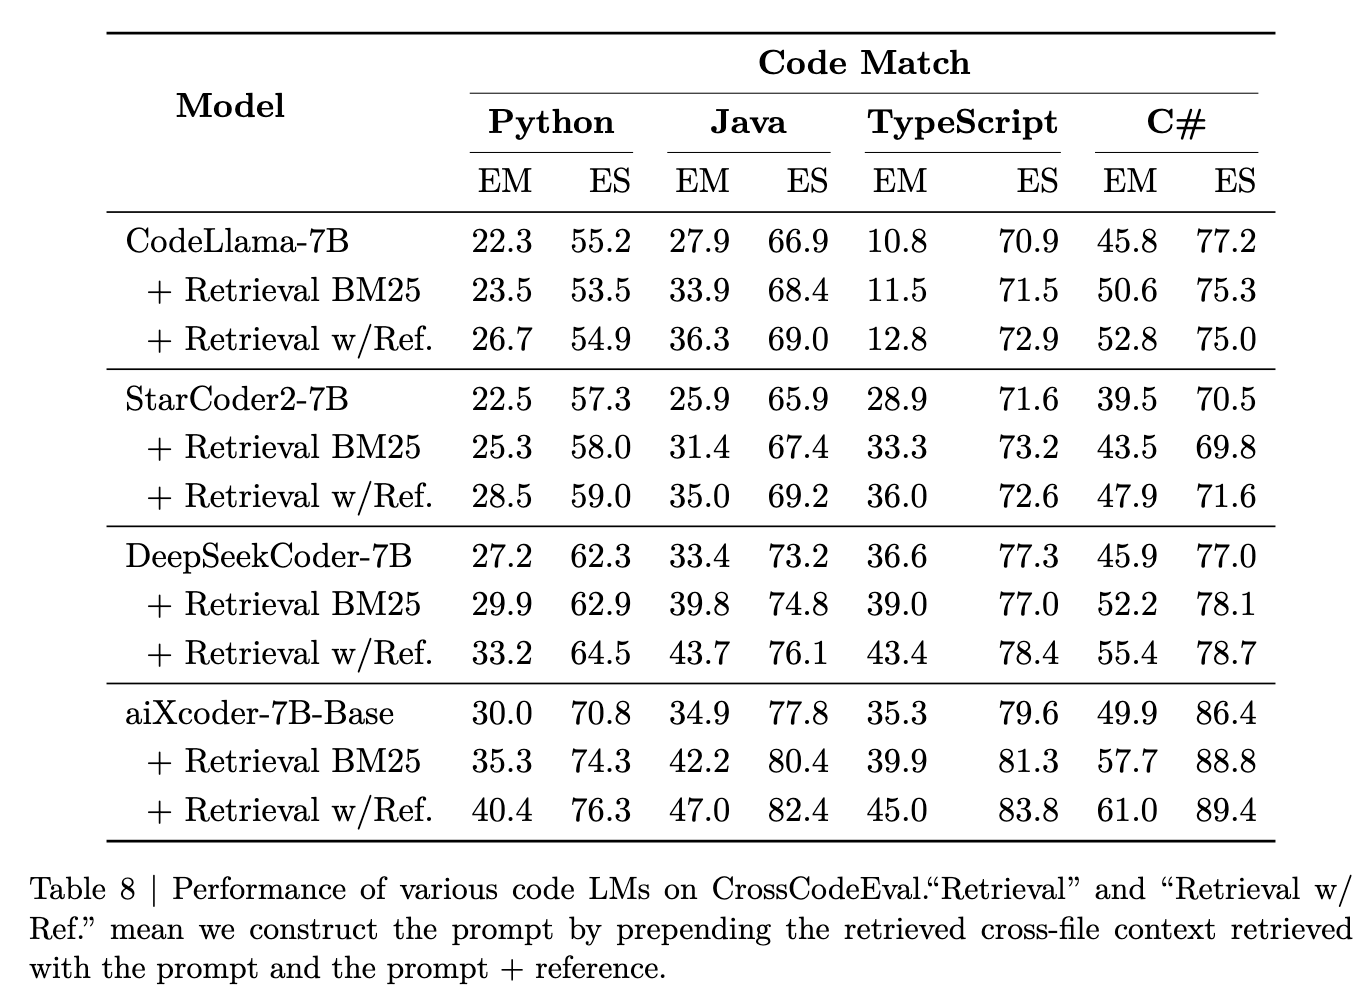 Code Match
Model
Python Java TypeScript C#
EM ES EM ES EM ES EM ES
CodeLlama-7B 22.3 55.2 27.9 66.9 10.8 70.9 45.8 77.2
+ Retrieval BM25 23.5 53.5 33.9 68.4 11.5 71.5 50.6 75.3
+ Retrieval w/Ref. 26.7 54.9 36.3 69.0 12.8 72.9 52.8 75.0
StarCoder2-7B 22.5 57.3 25.9 65.9 28.9 71.6 39.5 70.5
+ Retrieval BM25 25.3 58.0 31.4 67.4 33.3 73.2 43.5 69.8
+ Retrieval w/Ref. 28.5 59.0 35.0 69.2 36.0 72.6 47.9 71.6
DeepSeekCoder-7B 27.2 62.3 33.4 73.2 36.6 77.3 45.9 77.0
+ Retrieval BM25 29.9 62.9 39.8 74.8 39.0 77.0 52.2 78.1
+ Retrieval w/Ref. 33.2 64.5 43.7 76.1 43.4 78.4 55.4 78.7
aiXcoder-7B-Base 30.0 70.8 34.9 77.8 35.3 79.6 49.9 86.4
+ Retrieval BM25 35.3 74.3 42.2 80.4 39.9 81.3 57.7 88.8
+ Retrieval w/Ref. 40.4 76.3 47.0 82.4 45.0 83.8 61.0 89.4
Table 8 | Performance of various code LMs on CrossCodeEval.“Retrieval” and “Retrieval w/
Ref.” mean we construct the prompt by prepending the retrieved cross-file context retrieved
with the prompt and the prompt + reference.